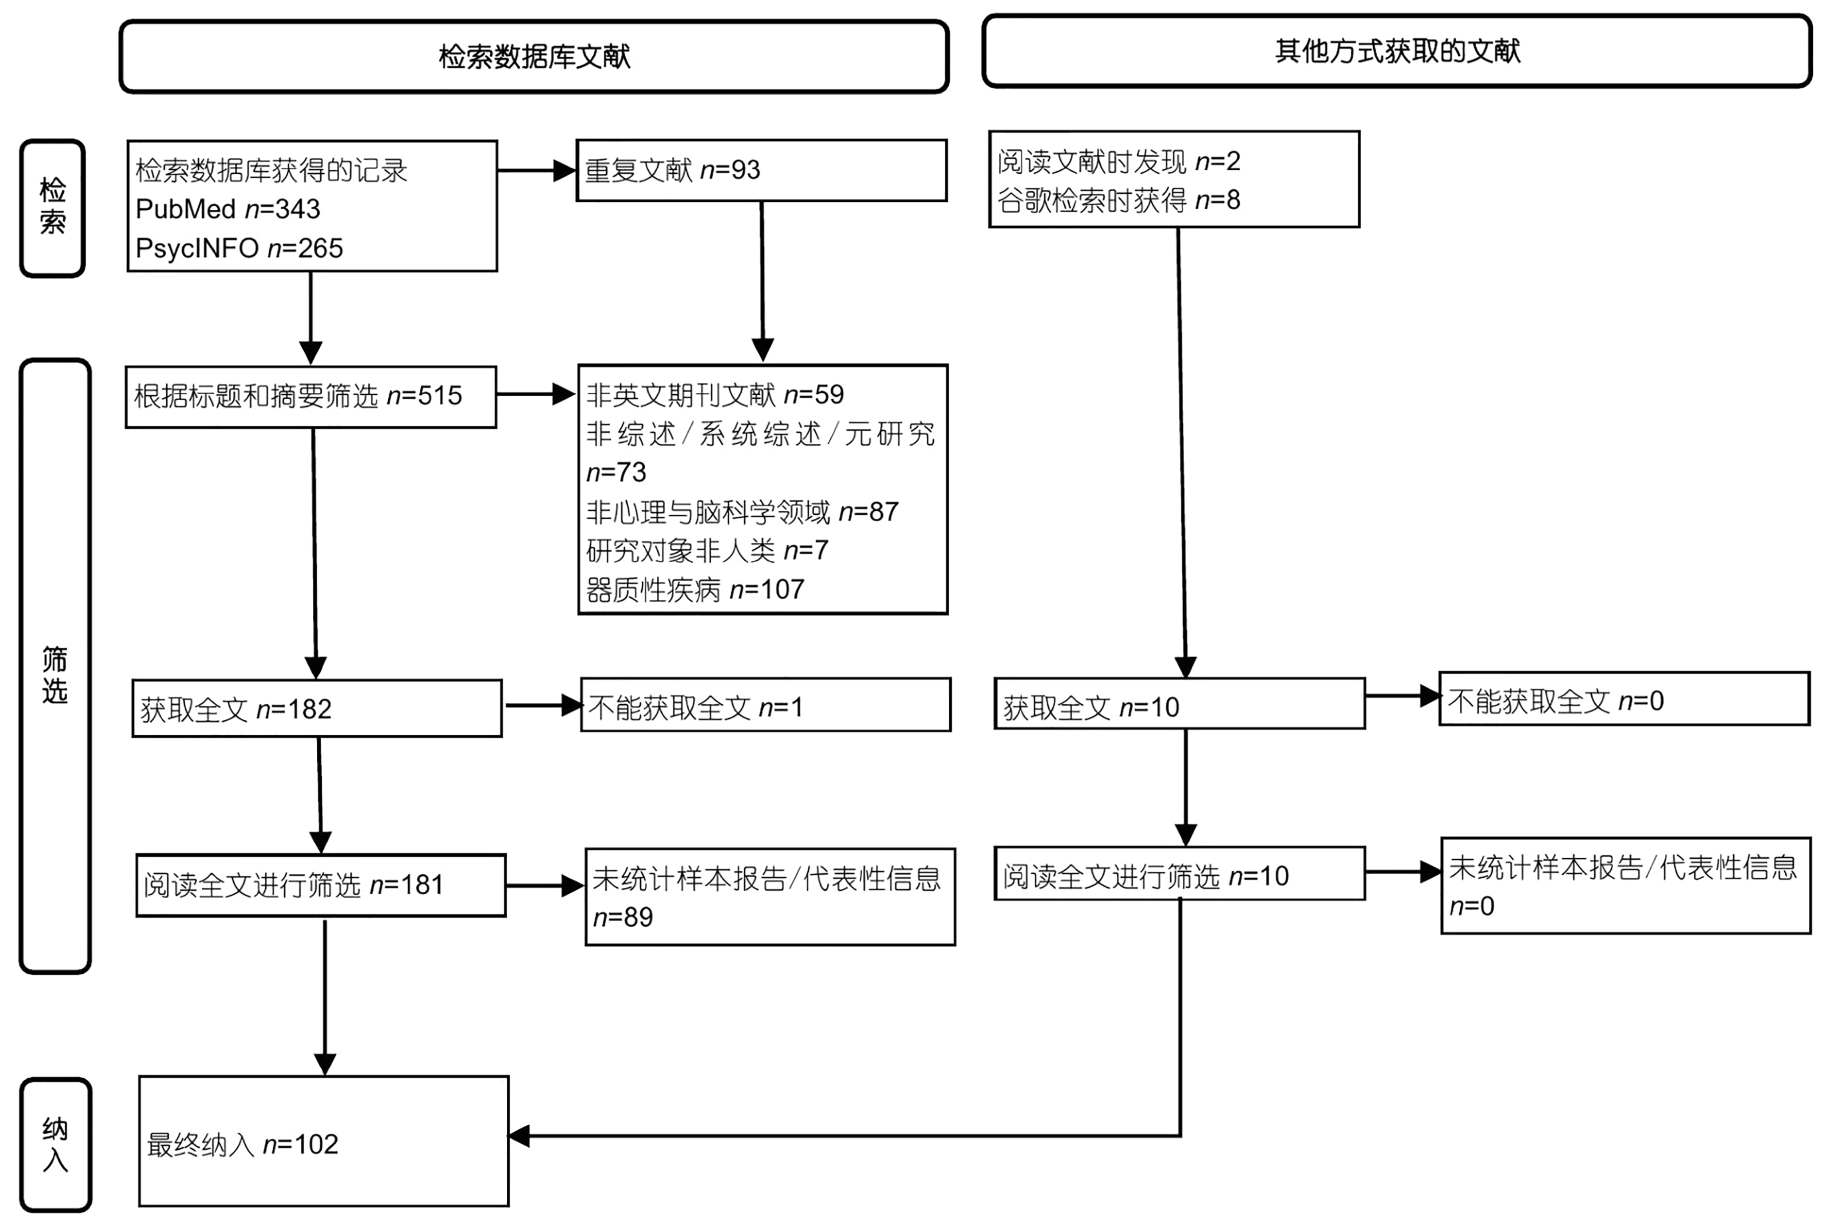 检索数据库文献
其他方式获取的文献
检索
检索数据库获得的记录
PubMed n=343
PsycINFO n=265
重复文献 n=93
阅读文献时发现 n=2
谷歌检索时获得 n=8
筛选
根据标题和摘要筛选 n=515
非英文期刊文献 n=59
非综述/系统综述/元研究
n=73
非心理与脑科学领域 n=87
研究对象非人类 n=7
器质性疾病 n=107
获取全文 n=182
不能获取全文 n=1
获取全文 n=10
不能获取全文 n=0
阅读全文进行筛选 n=181
未统计样本报告/代表性信息
n=89
阅读全文进行筛选 n=10
未统计样本报告/代表性信息
n=0
纳入
最终纳入 n=102